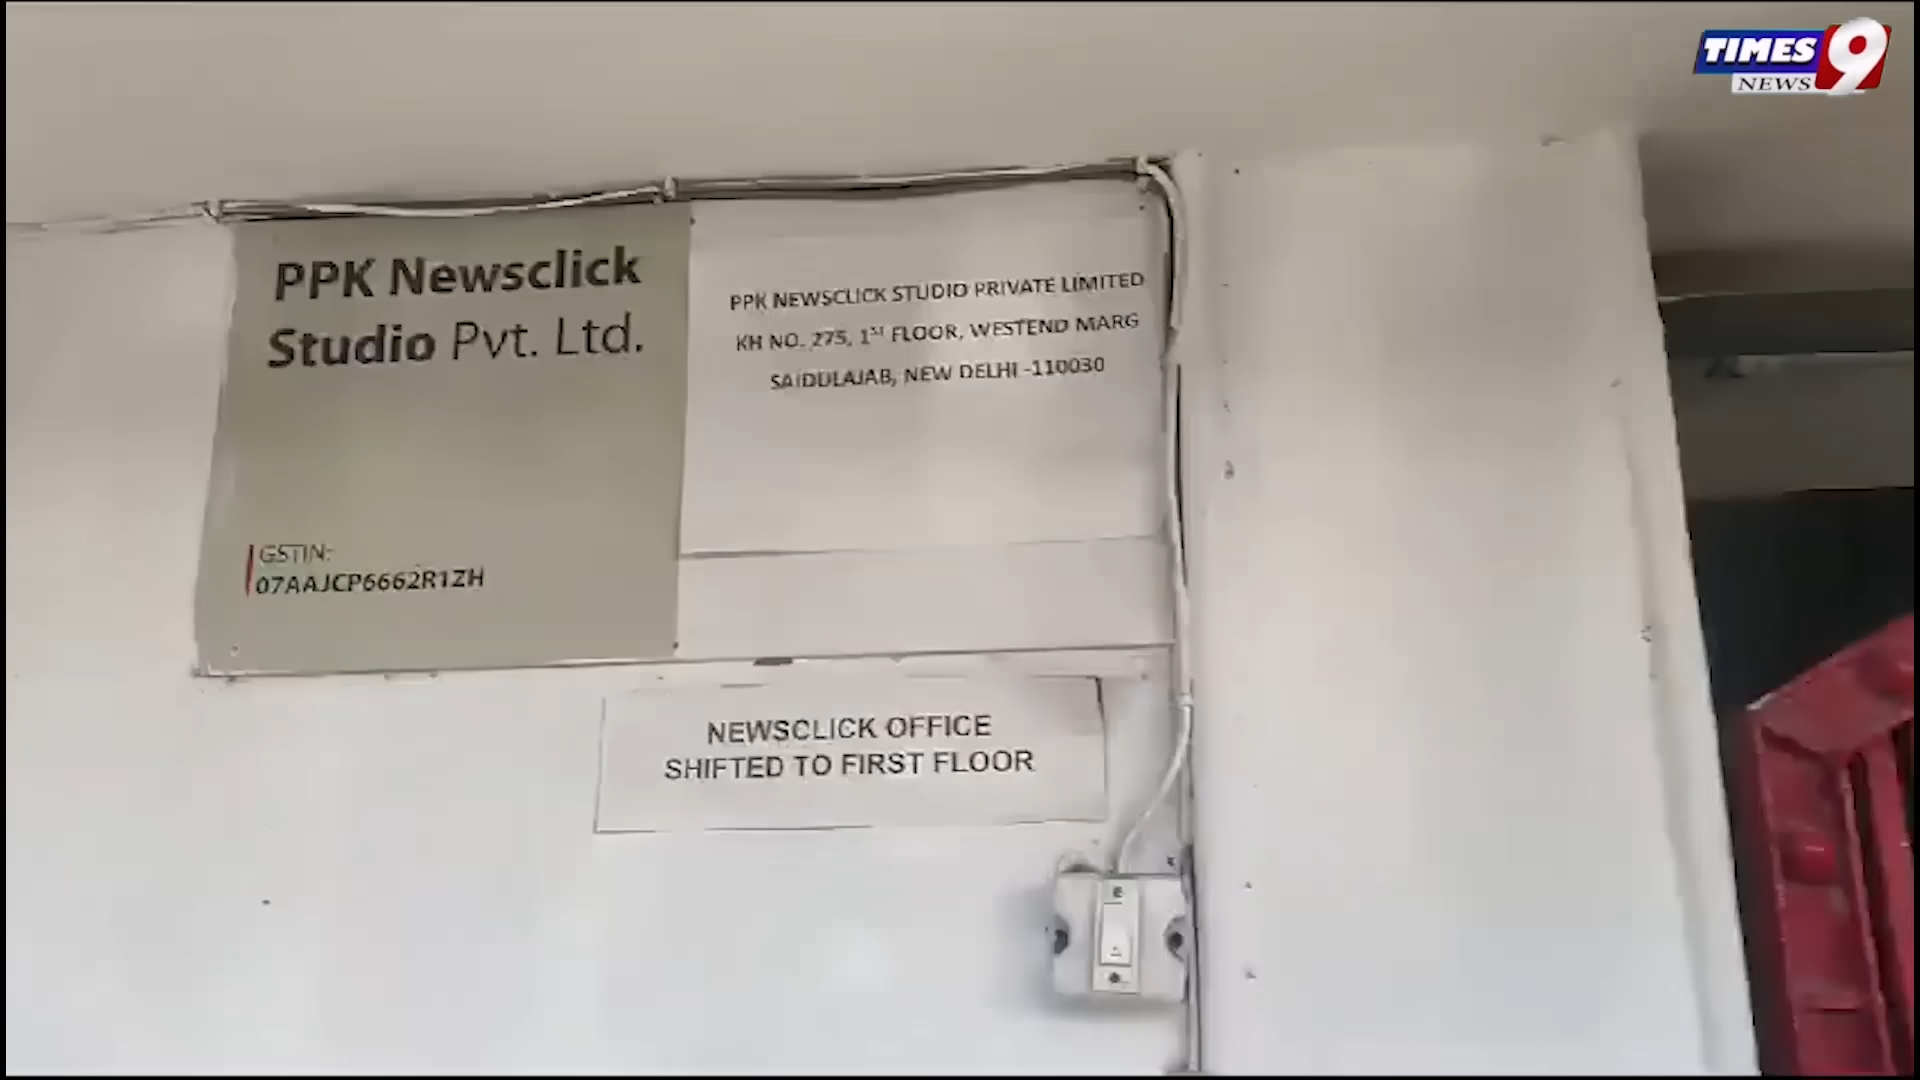 TIMES 9
NEWS
PPK Newsclick
Studio Pvt. Ltd.
GSTIN:
07AAJCP6662R1ZH
PPK NEWSCLICK STUDIO PRIVATE LIMITED
KH NO. 275, 1ST FLOOR, WESTEND MARG
SAIDULAJAB, NEW DELHI -110030
NEWSCLICK OFFICE
SHIFTED TO FIRST FLOOR